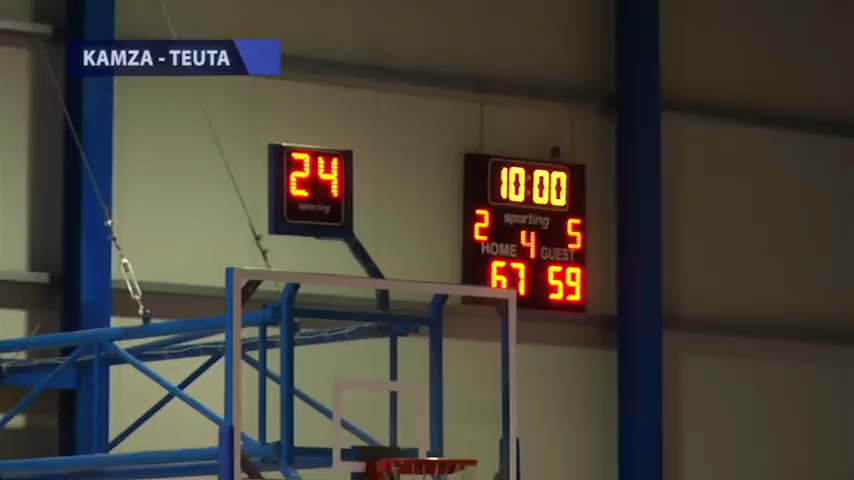 KAMZA - TEUTA
24
sporting
10:00
sporting
2 4 5
HOME GUEST
67 59